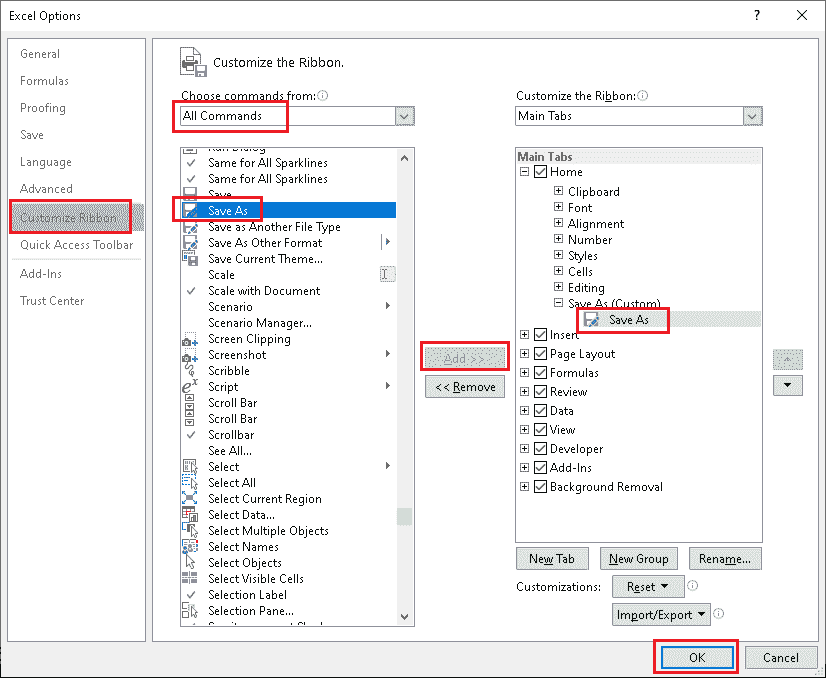 Excel Options
?
General
Formulas
Proofing
Save
Language
Advanced
Customize Ribbon
Quick Access Toolbar
Add-Ins
Trust Center
Customize the Ribbon.
Choose commands from:
All Commands
Run Dialog
Same for All Sparklines
Same for All Sparklines
Save
Save As
Save as Another File Type
Save As Other Format
Save Current Theme...
Scale
Scale with Document
Scenario
Scenario Manager...
Screen Clipping
Screenshot
Scribble
Script
Scroll Bar
Scroll Bar
Scrollbar
See All...
Select
Select All
Select Current Region
Select Data...
Select Multiple Objects
Select Names
Select Objects
Select Visible Cells
Selection Label
Selection Pane...
Add >>
<< Remove
Customize the Ribbon:
Main Tabs
Main Tabs
Home
Clipboard
Font
Alignment
Number
Styles
Cells
Editing
Save As (Custom)
Save As
Insert
Page Layout
Formulas
Review
Data
View
Developer
Add-Ins
Background Removal
New Tab New Group Rename...
Customizations: Reset
Import/Export
OK Cancel